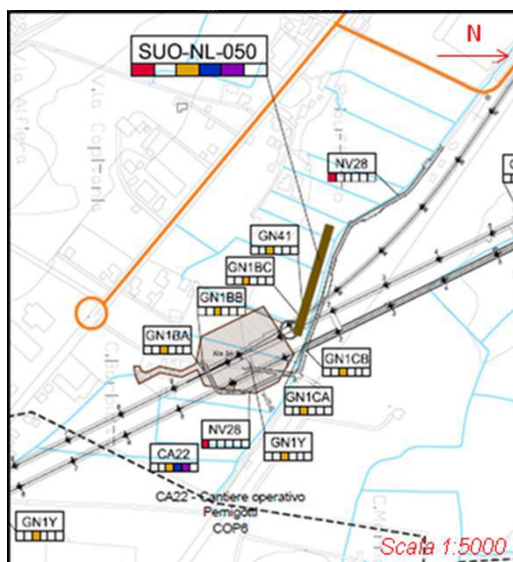 N
SUO-NL-050
NV28
GN41
GN1BC
GN1BB
GN1BA
GN1CB
GN1CA
NV28
GN1Y
CA22
CA22 - Cantiere operativo
Pernigotti
COP6
GN1Y
Scala 1:5000